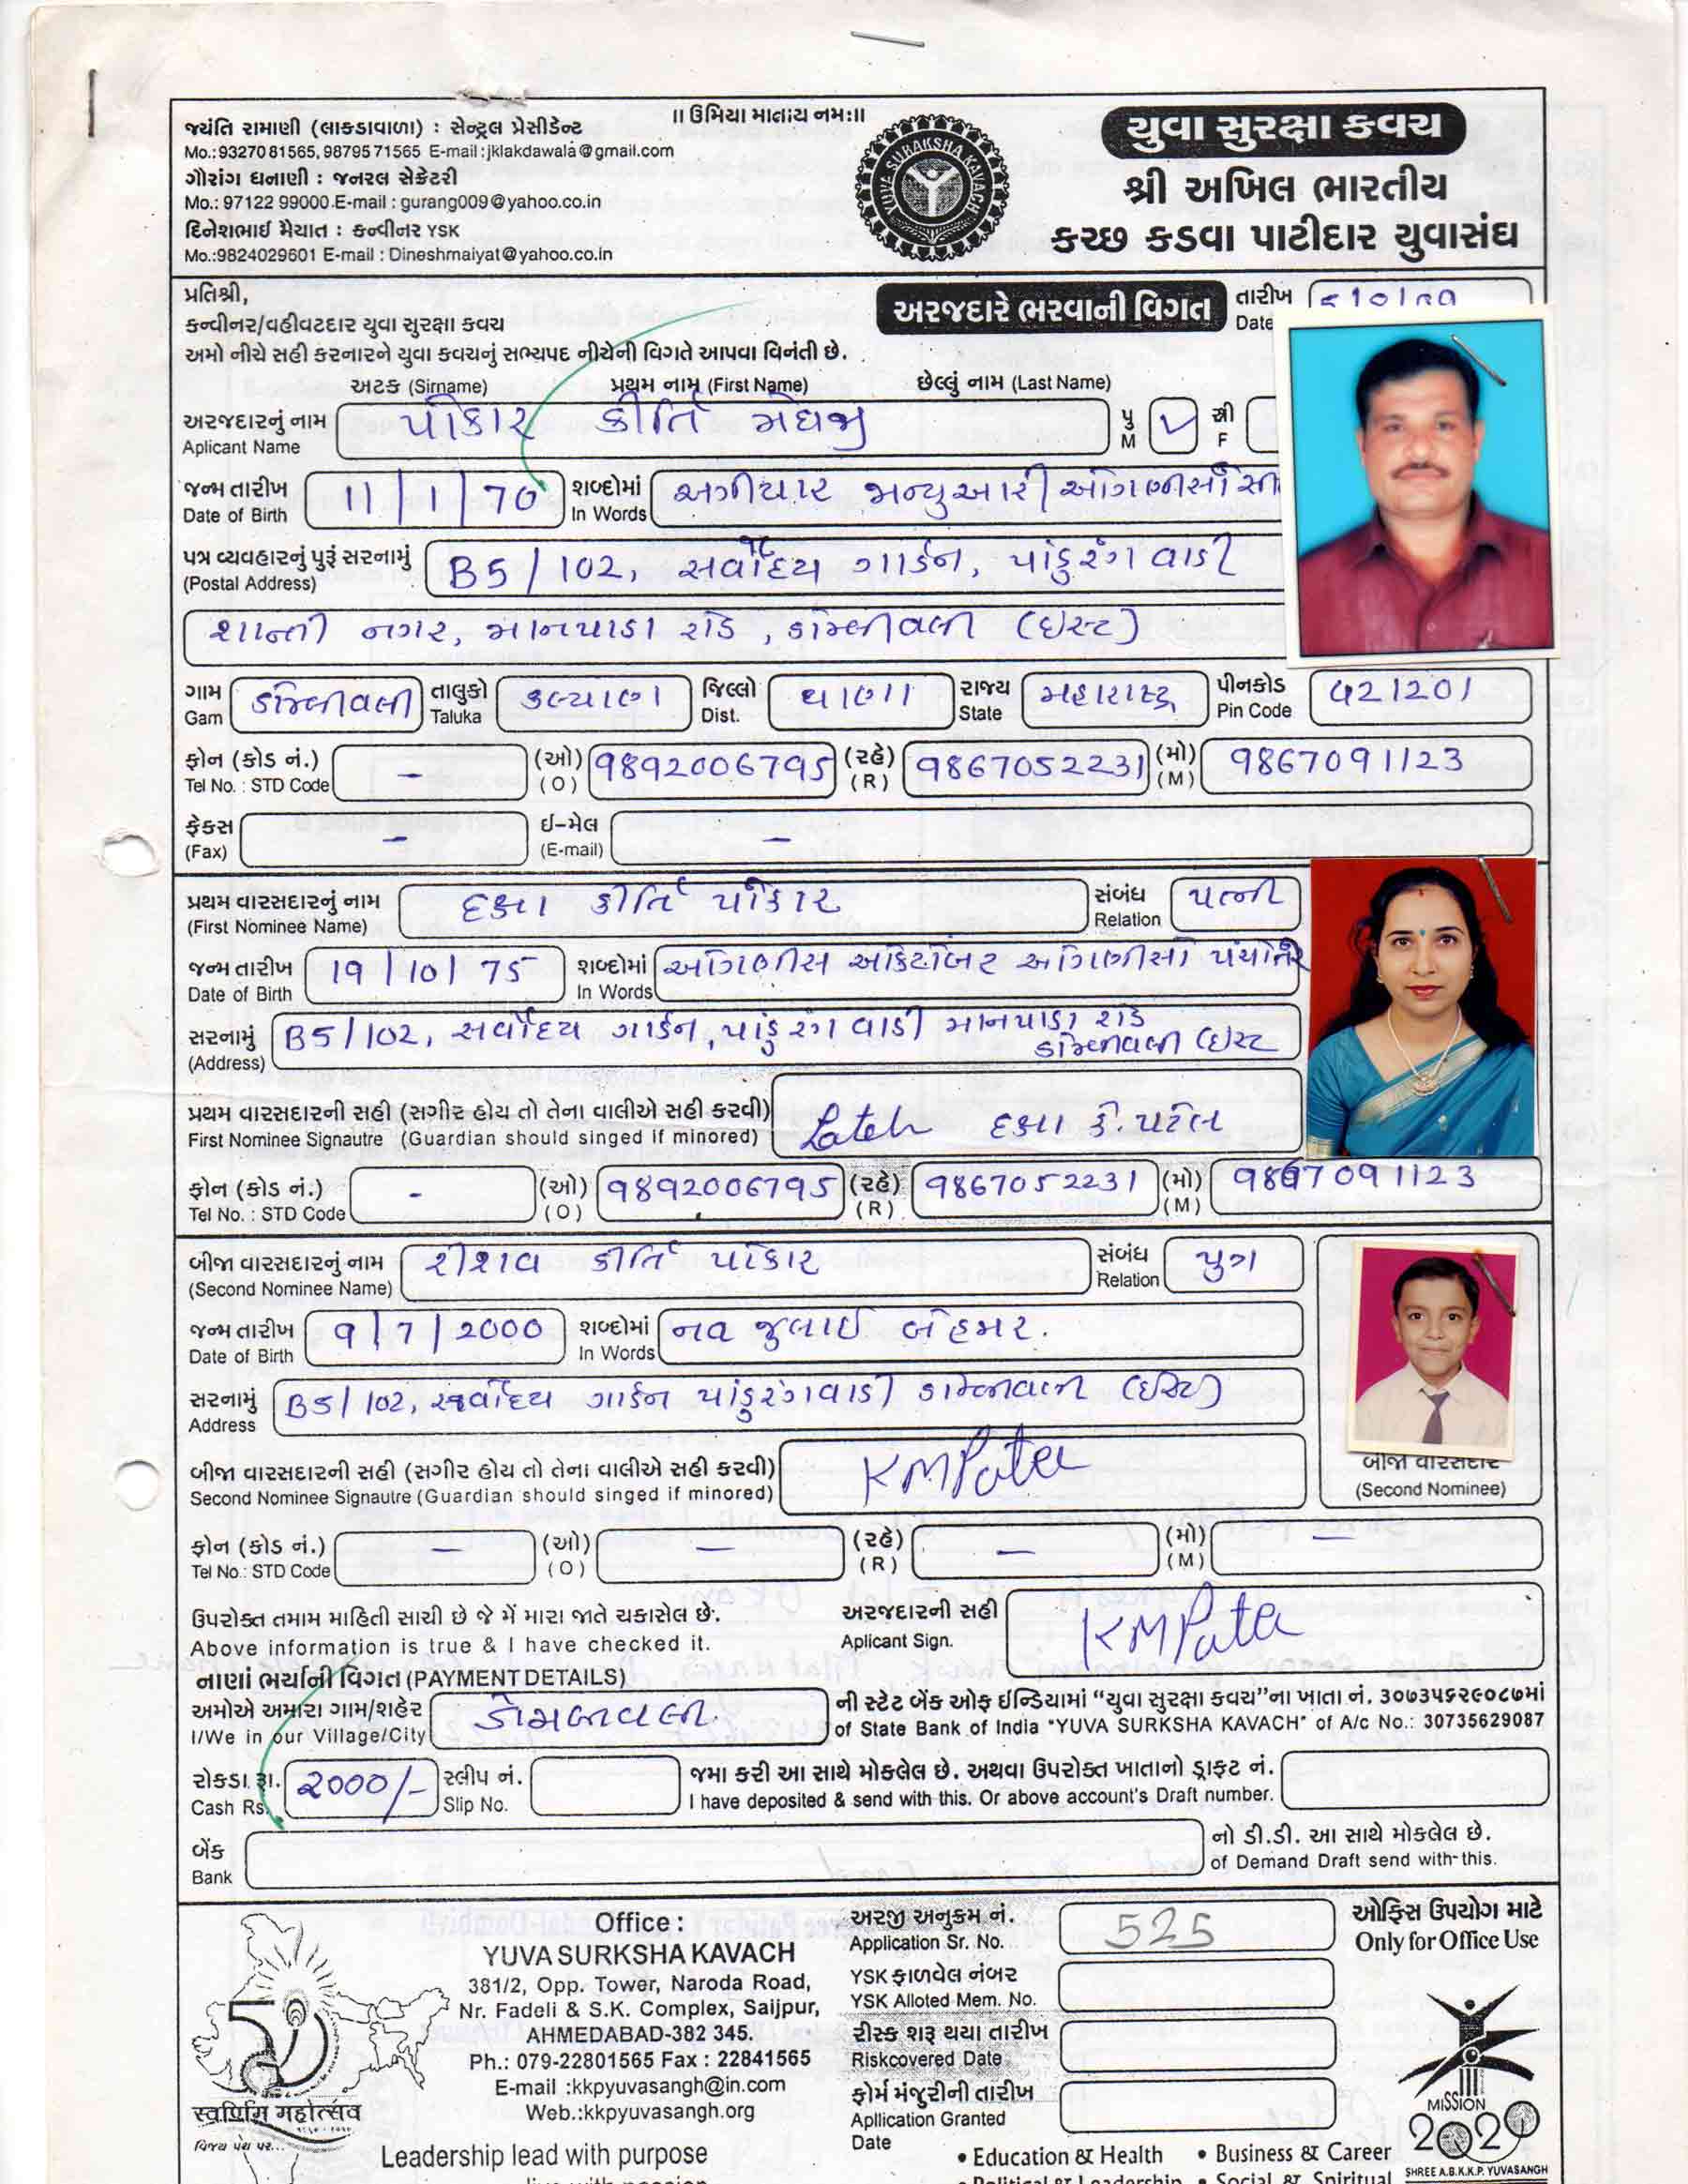 ॥ ઉમિયા માતાય નમઃ॥
જયંતિ રામાણી (લાકડાવાળા) : સેન્ટ્રલ પ્રેસીડેન્ટ
Mo.:9327081565, 9879571565 E-mail :jklakdawala@gmail.com
ગૌરાંગ ધનાણી : જનરલ સેક્રેટરી
Mo.: 97122 99000 E-mail : gurang009@yahoo.co.in
દિનેશભાઈ મૈયાત : કન્વીનર YSK
Mo.:9824029601 E-mail : Dineshmaiyat@yahoo.co.in
YUVA SURAKSHA KAVACH
યુવા સુરક્ષા કવચ
શ્રી અખિલ ભારતીય
કચ્છ કડવા પાટીદાર યુવાસંઘ
પ્રતિશ્રી,
અરજદારે ભરવાની વિગત તારીખ
Date
કન્વીનર/વહીવટદાર યુવા સુરક્ષા કવચ
અમો નીચે સહી કરનારને યુવા કવચનું સભ્યપદ નીચેની વિગતે આપવા વિનંતી છે.
અટક (Sirname) પ્રથમ નામ (First Name) છેલ્લું નામ (Last Name)
અરજદારનું નામ પોકાર કીર્તિ મેઘજી પુ સ્ત્રી
Aplicant Name M F
જન્મ તારીખ 11/1/70 શબ્દોમાં અગીયાર જાન્યુઆરી ઓગણીસો
Date of Birth In Words
પત્ર વ્યવહારનું પુરૂં સરનામું B5/102, સર્વોદય ગાર્ડન, પાંડુરંગ વાડી
(Postal Address)
શાન્તી નગર, માનપાડા રોડ, ડોમ્બીવલી (ઇસ્ટ)
ગામ ડોમ્બીવલી તાલુકો કલ્યાણ જિલ્લો થાણા રાજ્ય મહારાષ્ટ્ર પીનકોડ 421201
Gam Taluka Dist. State Pin Code
ફોન (કોડ નં.) - (ઓ) 9892006795 (રહે) 9867052231 (મો) 9867091123
Tel No. : STD Code (O) (R) (M)
ફેક્સ - ઈ-મેલ -
(Fax) (E-mail)
પ્રથમ વારસદારનું નામ દક્ષા કીર્તિ પોકાર સંબંધ પત્ની
(First Nominee Name) Relation
જન્મ તારીખ 19/10/75 શબ્દોમાં ઓગણીસ ઓકટોબર ઓગણીસો પંચોતેર
Date of Birth In Words
સરનામું B5/102, સર્વોદય ગાર્ડન, પાંડુરંગ વાડી માનપાડા રોડ
(Address) ડોમ્બીવલી (ઇસ્ટ
પ્રથમ વારસદારની સહી (સગીર હોય તો તેના વાલીએ સહી કરવી) દક્ષા કે. પટેલ
First Nominee Signautre (Guardian should singed if minored)
ફોન (કોડ નં.) - (ઓ) 9892006795 (રહે) 9867052231 (મો) 9867091123
Tel No. : STD Code (O) (R) (M)
બીજા વારસદારનું નામ રીશવ કીર્તિ પોકાર સંબંધ પુત્ર
(Second Nominee Name) Relation
જન્મ તારીખ 9/7/2000 શબ્દોમાં નવ જુલાઈ બે હજાર.
Date of Birth In Words
સરનામું B5/102, સર્વોદય ગાર્ડન પાંડુરંગવાડી ડોમ્બીવલી (ઇસ્ટ)
Address
બીજા વારસદારની સહી (સગીર હોય તો તેના વાલીએ સહી કરવી) KMPatel
Second Nominee Signautre (Guardian should singed if minored)
બીજા વારસદાર
(Second Nominee)
ફોન (કોડ નં.) - (ઓ) - (રહે) - (મો) -
Tel No.: STD Code (O) (R) (M)
ઉપરોક્ત તમામ માહિતી સાચી છે જે મેં મારા જાતે ચકાસેલ છે. અરજદારની સહી KMPatel
Above information is true & I have checked it. Aplicant Sign.
નાણાં ભર્યાની વિગત (PAYMENT DETAILS)
અમોએ અમારા ગામ/શહેર ડોમ્બીવલી. ની સ્ટેટ બેંક ઓફ ઈન્ડિયામાં “યુવા સુરક્ષા કવચ”ના ખાતા નં. ૩૦૭૩૫૬૨૯૦૮૭માં
I/We in our Village/City of State Bank of India "YUVA SURKSHA KAVACH" of A/c No.: 30735629087
રોકડા રૂા. 2000/- સ્લીપ નં. જમા કરી આ સાથે મોકલેલ છે. અથવા ઉપરોક્ત ખાતાનો ડ્રાફ્ટ નં.
Cash Rs. Slip No. I have deposited & send with this. Or above account's Draft number.
બેંક નો ડી.ડી. આ સાથે મોકલેલ છે.
Bank of Demand Draft send with this.
Office :
YUVA SURKSHA KAVACH
381/2, Opp. Tower, Naroda Road,
Nr. Fadeli & S.K. Complex, Saijpur,
AHMEDABAD-382 345.
Ph.: 079-22801565 Fax : 22841565
E-mail :kkpyuvasangh@in.com
Web.:kkpyuvasangh.org
स्वर्णिम महोत्सव
વિજય પંથ પર...
અરજી અનુક્રમ નં. 525 ઓફિસ ઉપયોગ માટે
Application Sr. No. Only for Office Use
YSK ફાળવેલ નંબર
YSK Alloted Mem. No.
રીસ્ક શરૂ થયા તારીખ
Riskcovered Date
ફોર્મ મંજુરીની તારીખ
Apllication Granted
Date
MISSION
2020
SHREE A.B.K.K.P. YUVASANGH
Leadership lead with purpose
• Education & Health • Business & Career
• Political & Leadership • Social & Spiritual